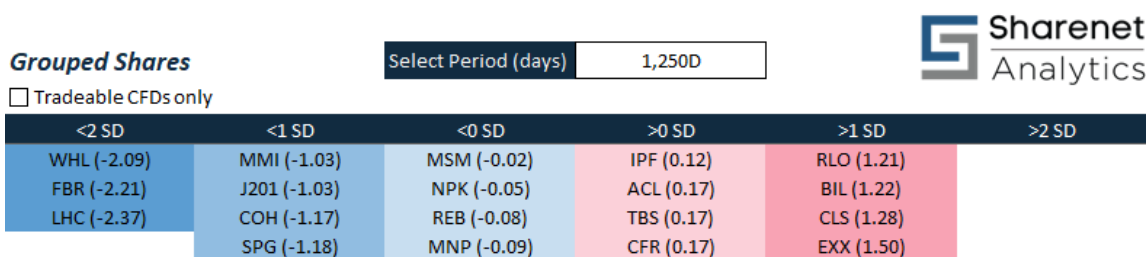 Sharenet
Analytics
Grouped Shares Select Period (days) 1,250D
Tradeable CFDs only
<2 SD <1 SD <0 SD >0 SD >1 SD >2 SD
WHL (-2.09) MMI (-1.03) MSM (-0.02) IPF (0.12) RLO (1.21)
FBR (-2.21) J201 (-1.03) NPK (-0.05) ACL (0.17) BIL (1.22)
LHC (-2.37) COH (-1.17) REB (-0.08) TBS (0.17) CLS (1.28)
SPG (-1.18) MNP (-0.09) CFR (0.17) EXX (1.50)